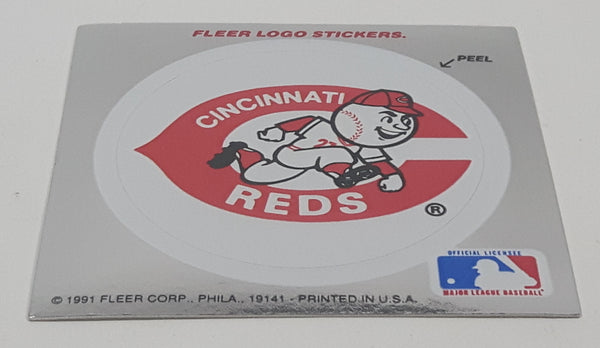 FLEER LOGO STICKERS.
PEEL
CINCINNATI
REDS
®
OFFICIAL LICENSEE
MAJOR LEAGUE BASEBALL
© 1991 FLEER CORP., PHILA., 19141 - PRINTED IN U.S.A.